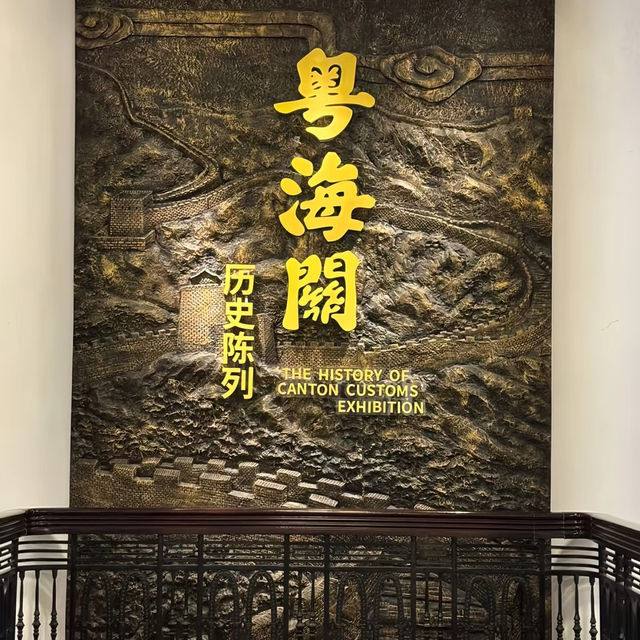 粤海關
历史陈列
THE HISTORY OF
CANTON CUSTOMS
EXHIBITION